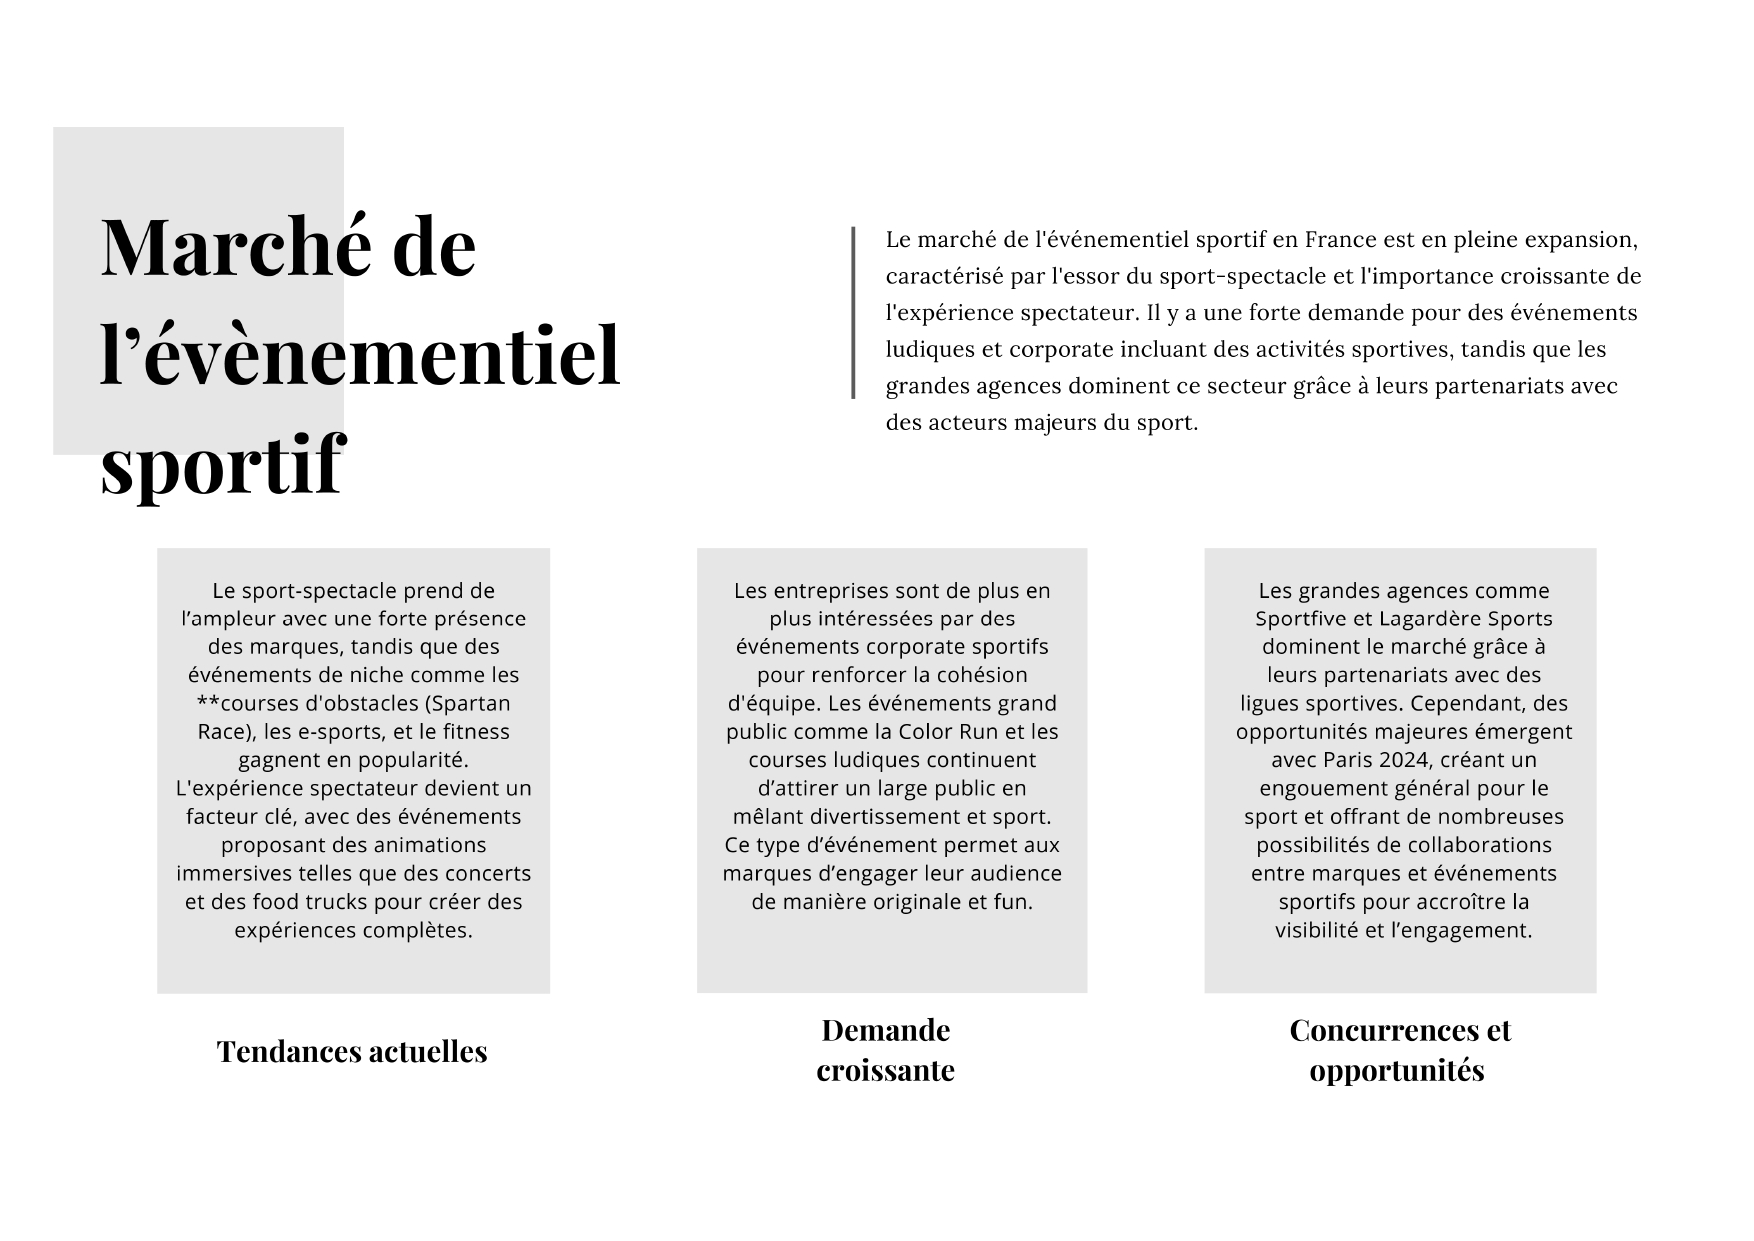 Marché de
l’évènementiel
sportif
Le marché de l'événementiel sportif en France est en pleine expansion,
caractérisé par l'essor du sport-spectacle et l'importance croissante de
l'expérience spectateur. Il y a une forte demande pour des événements
ludiques et corporate incluant des activités sportives, tandis que les
grandes agences dominent ce secteur grâce à leurs partenariats avec
des acteurs majeurs du sport.
Le sport-spectacle prend de
l’ampleur avec une forte présence
des marques, tandis que des
événements de niche comme les
**courses d'obstacles (Spartan
Race), les e-sports, et le fitness
gagnent en popularité.
L'expérience spectateur devient un
facteur clé, avec des événements
proposant des animations
immersives telles que des concerts
et des food trucks pour créer des
expériences complètes.
Tendances actuelles
Les entreprises sont de plus en
plus intéressées par des
événements corporate sportifs
pour renforcer la cohésion
d'équipe. Les événements grand
public comme la Color Run et les
courses ludiques continuent
d’attirer un large public en
mêlant divertissement et sport.
Ce type d’événement permet aux
marques d’engager leur audience
de manière originale et fun.
Demande
croissante
Les grandes agences comme
Sportfive et Lagardère Sports
dominent le marché grâce à
leurs partenariats avec des
ligues sportives. Cependant, des
opportunités majeures émergent
avec Paris 2024, créant un
engouement général pour le
sport et offrant de nombreuses
possibilités de collaborations
entre marques et événements
sportifs pour accroître la
visibilité et l’engagement.
Concurrences et
opportunités